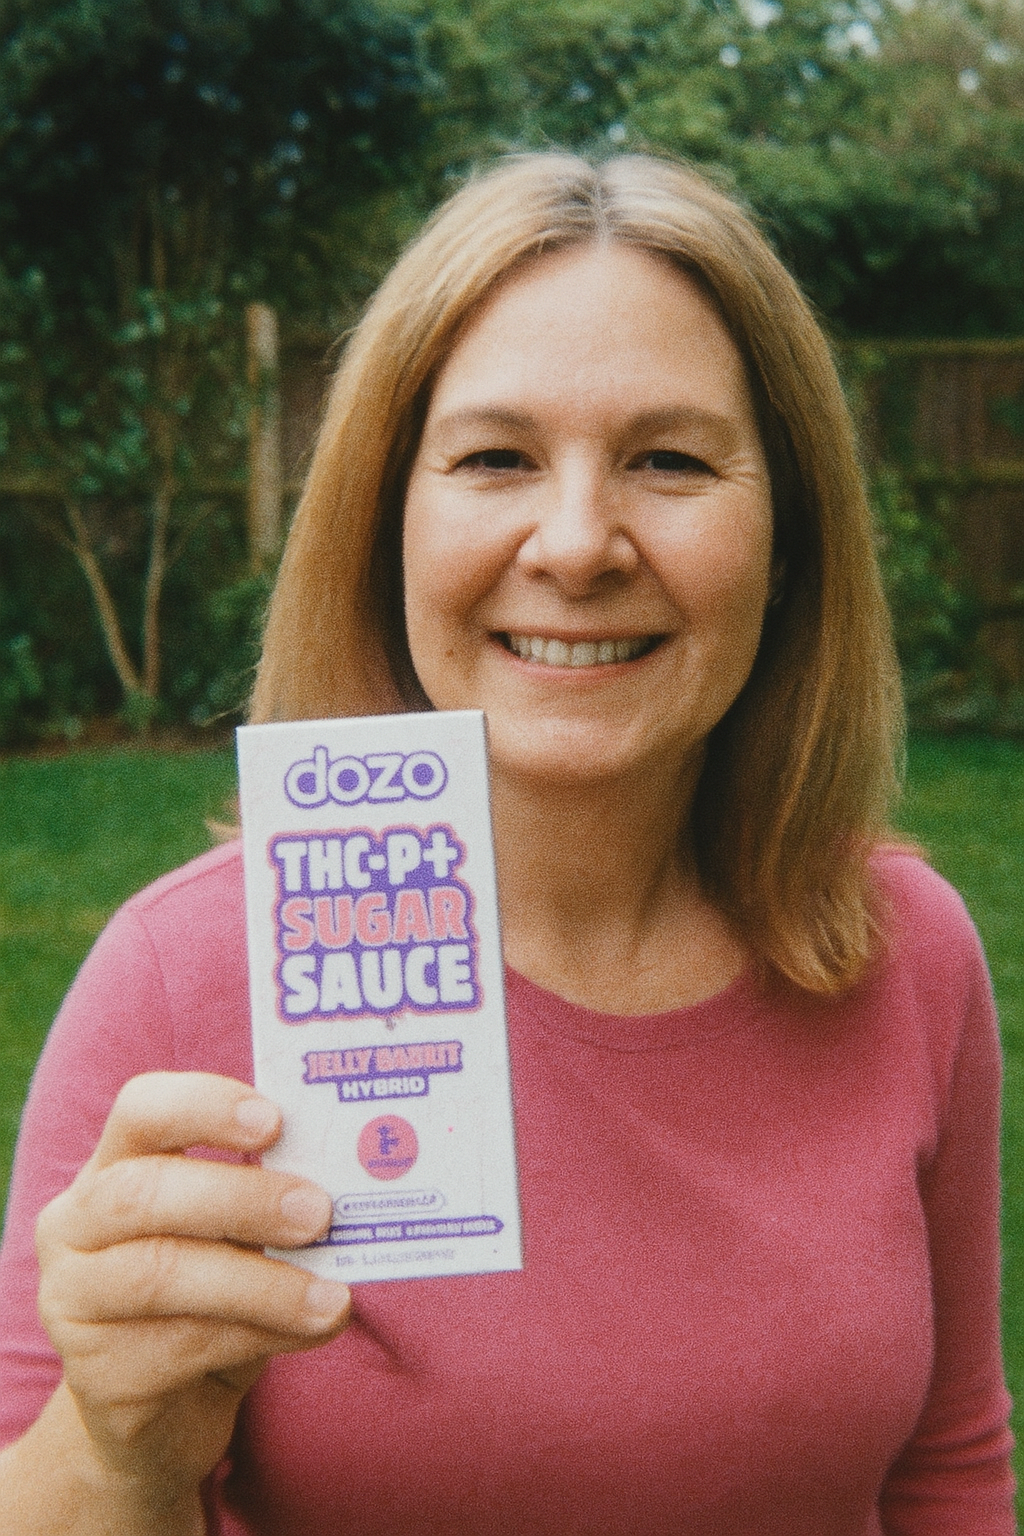 dozo
THC-P+
SUGAR
SAUCE
JELLY RABBIT
HYBRID